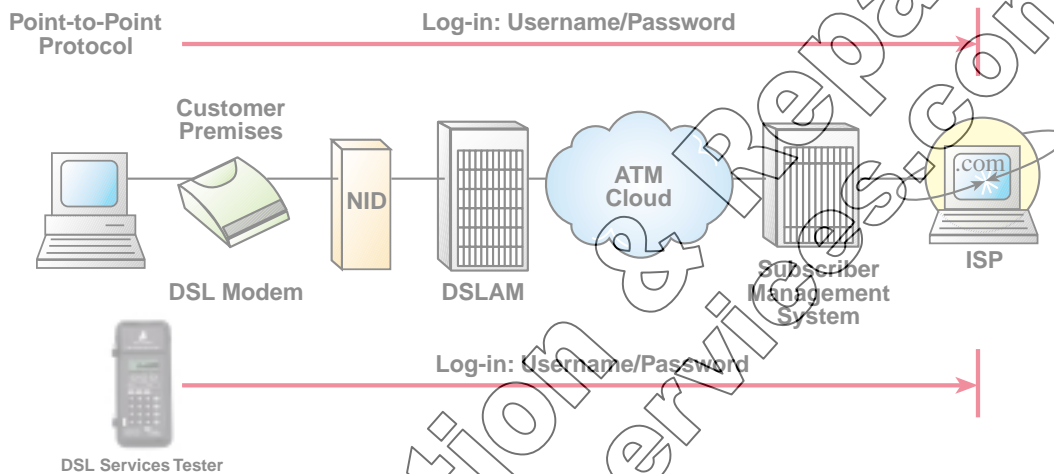 Point-to-Point
Protocol
Log-in: Username/Password
Customer
Premises
NID
ATM
Cloud
.com
DSL Modem
DSLAM
Subscriber
Management
System
ISP
Log-in: Username/Password
DSL Services Tester